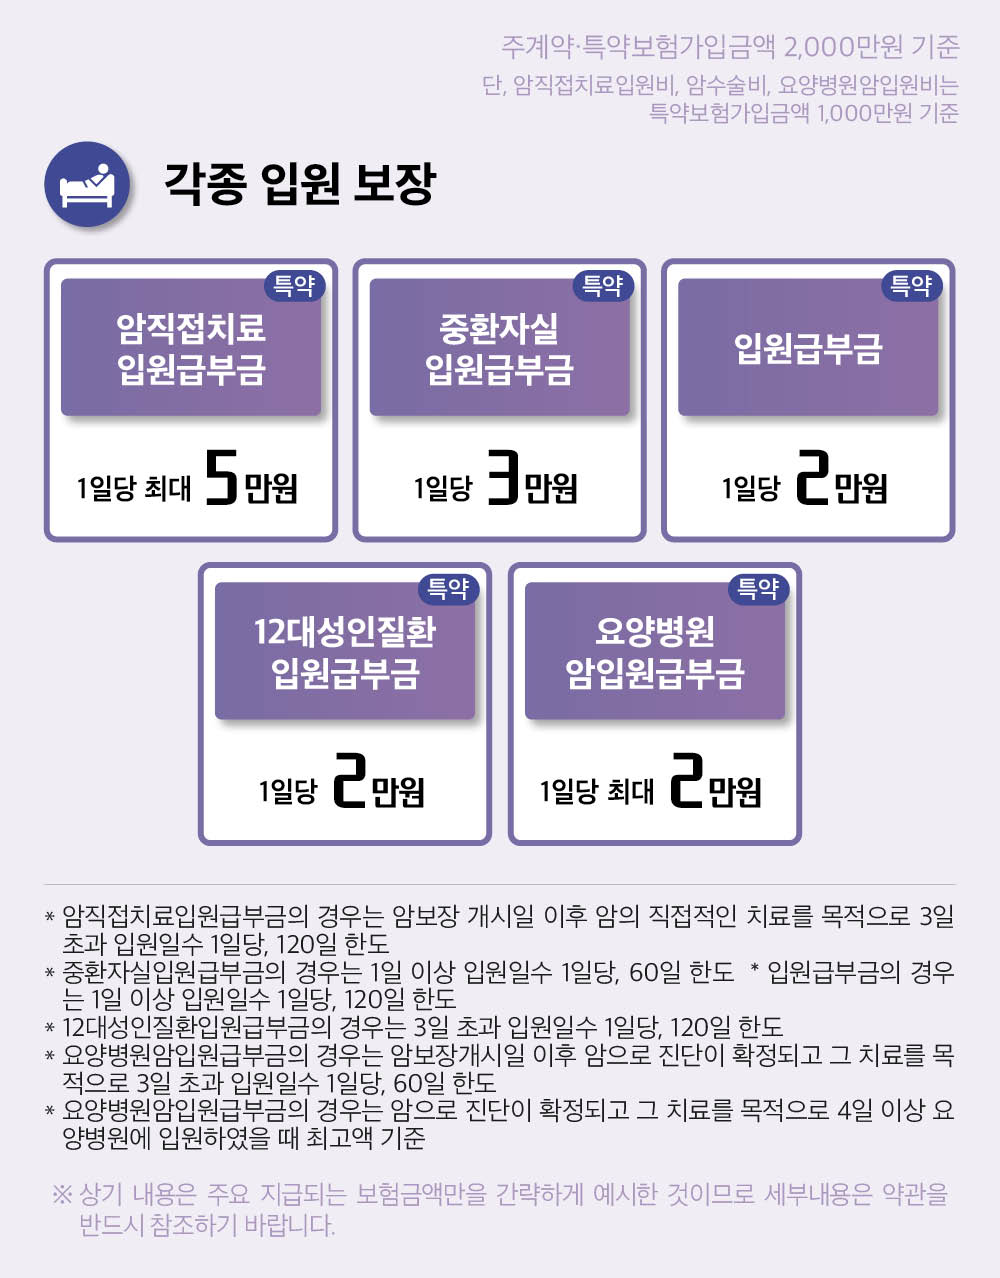 주계약·특약보험가입금액 2,000만원 기준
단, 암직접치료입원비, 암수술비, 요양병원암입원비는
특약보험가입금액 1,000만원 기준
각종 입원 보장
특약
암직접치료
입원급부금
1일당 최대 5만원
특약
중환자실
입원급부금
1일당 3만원
특약
입원급부금
1일당 2만원
특약
12대성인질환
입원급부금
1일당 2만원
특약
요양병원
암입원급부금
1일당 최대 2만원
* 암직접치료입원급부금의 경우는 암보장 개시일 이후 암의 직접적인 치료를 목적으로 3일
초과 입원일수 1일당, 120일 한도
* 중환자실입원급부금의 경우는 1일 이상 입원일수 1일당, 60일 한도 * 입원급부금의 경우
는 1일 이상 입원일수 1일당, 120일 한도
* 12대성인질환입원급부금의 경우는 3일 초과 입원일수 1일당, 120일 한도
* 요양병원암입원급부금의 경우는 암보장개시일 이후 암으로 진단이 확정되고 그 치료를 목
적으로 3일 초과 입원일수 1일당, 60일 한도
* 요양병원암입원급부금의 경우는 암으로 진단이 확정되고 그 치료를 목적으로 4일 이상 요
양병원에 입원하였을 때 최고액 기준
※ 상기 내용은 주요 지급되는 보험금액만을 간략하게 예시한 것이므로 세부내용은 약관을
반드시 참조하기 바랍니다.